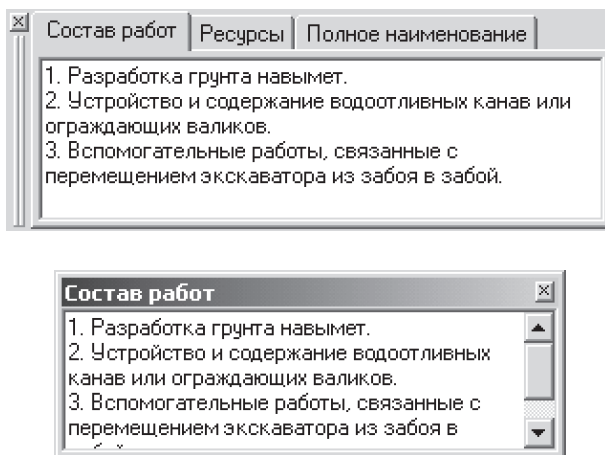 Состав работ Ресурсы Полное наименование
1. Разработка грунта навымет.
2. Устройство и содержание водоотливных канав или
ограждающих валиков.
3. Вспомогательные работы, связанные с
перемещением экскаватора из забоя в забой.
Состав работ
1. Разработка грунта навымет.
2. Устройство и содержание водоотливных
канав или ограждающих валиков.
3. Вспомогательные работы, связанные с
перемещением экскаватора из забоя в